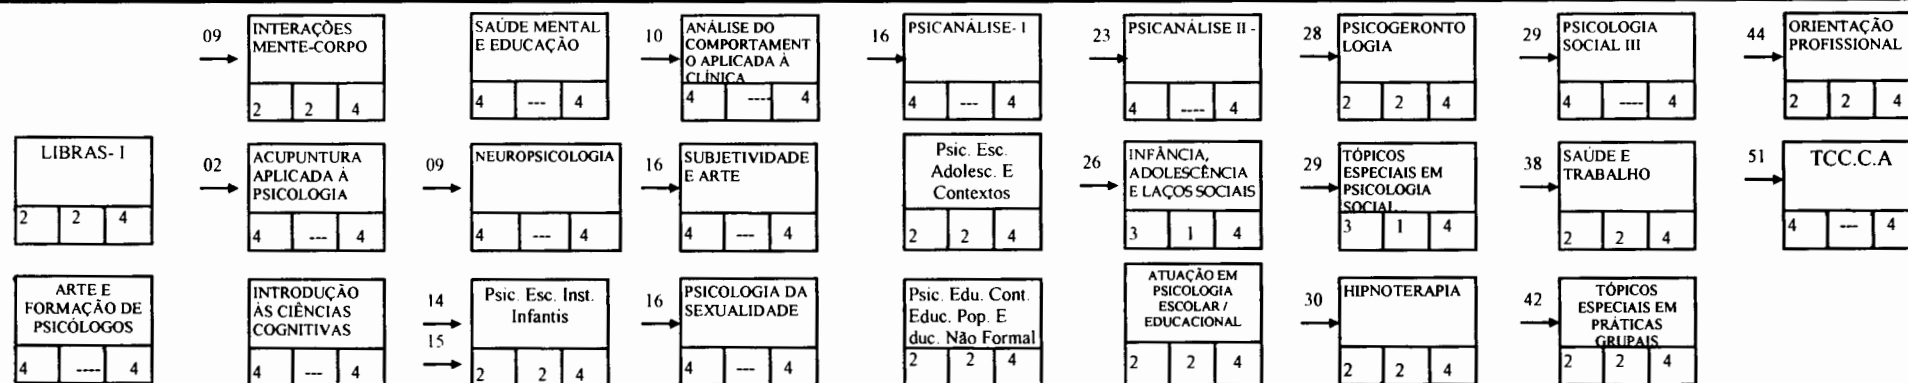 09
INTERAÇÕES
MENTE-CORPO
2 2 4
SAÚDE MENTAL
E EDUCAÇÃO
4 --- 4
10
ANÁLISE DO
COMPORTAMENT
O APLICADA À
CLÍNICA
4 ---- 4
16
PSICANÁLISE- I
4 --- 4
23
PSICANÁLISE II -
4 ---- 4
28
PSICOGERONTO
LOGIA
2 2 4
29
PSICOLOGIA
SOCIAL III
4 ---- 4
44
ORIENTAÇÃO
PROFISSIONAL
2 2 4
LIBRAS- I
2 2 4
02
ACUPUNTURA
APLICADA À
PSICOLOGIA
4 --- 4
09
NEUROPSICOLOGIA
4 --- 4
16
SUBJETIVIDADE
E ARTE
4 --- 4
Psic. Esc.
Adolesc. E
Contextos
2 2 4
26
INFÂNCIA,
ADOLESCÊNCIA
E LAÇOS SOCIAIS
3 1 4
29
TÓPICOS
ESPECIAIS EM
PSICOLOGIA
SOCIAL
3 1 4
38
SAÚDE E
TRABALHO
2 2 4
51
TCC.C.A
4 --- 4
ARTE E
FORMAÇÃO DE
PSICÓLOGOS
4 ---- 4
INTRODUÇÃO
ÀS CIÊNCIAS
COGNITIVAS
4 --- 4
14
15
Psic. Esc. Inst.
Infantis
2 2 4
16
PSICOLOGIA DA
SEXUALIDADE
4 --- 4
Psic. Edu. Cont.
Educ. Pop. E
duc. Não Formal
2 2 4
ATUAÇÃO EM
PSICOLOGIA
ESCOLAR /
EDUCACIONAL
2 2 4
30
HIPNOTERAPIA
2 2 4
42
TÓPICOS
ESPECIAIS EM
PRÁTICAS
GRUPAIS
2 2 4